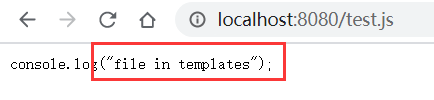 localhost:8080/test.js
console.log("file in templates");